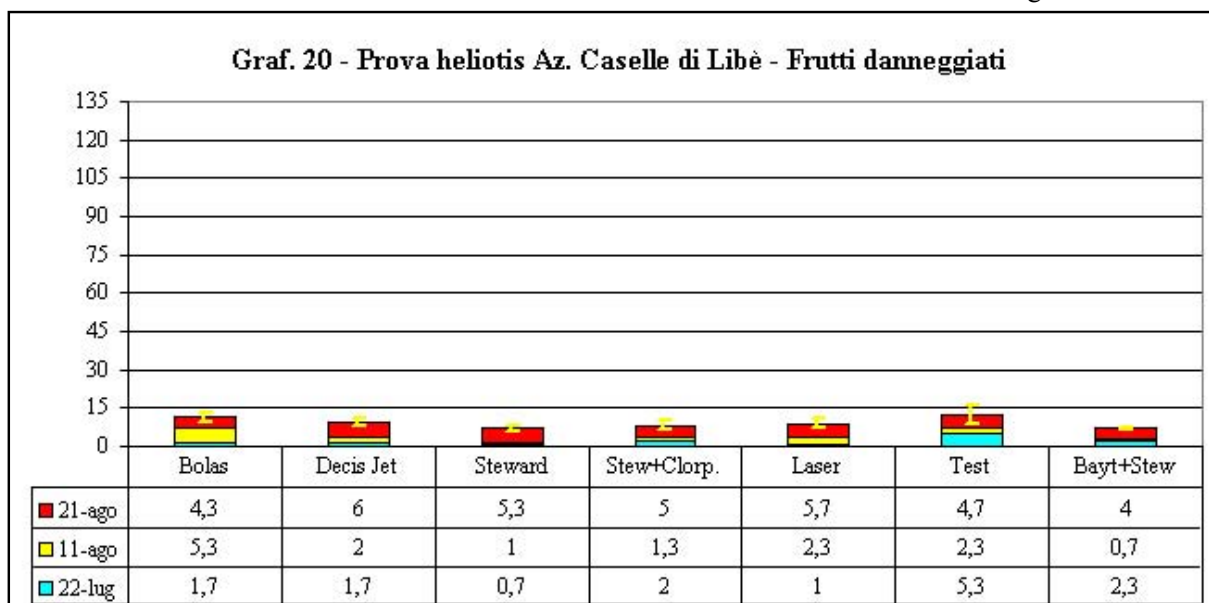 Graf. 20 - Prova heliotis Az. Caselle di Libè - Frutti danneggiati
135
120
105
90
75
60
45
30
15
0
Bolas Decis Jet Steward Stew+Clorp. Laser Test Bayt+Stew
21-ago 4,3 6 5,3 5 5,7 4,7 4
11-ago 5,3 2 1 1,3 2,3 2,3 0,7
22-lug 1,7 1,7 0,7 2 1 5,3 2,3